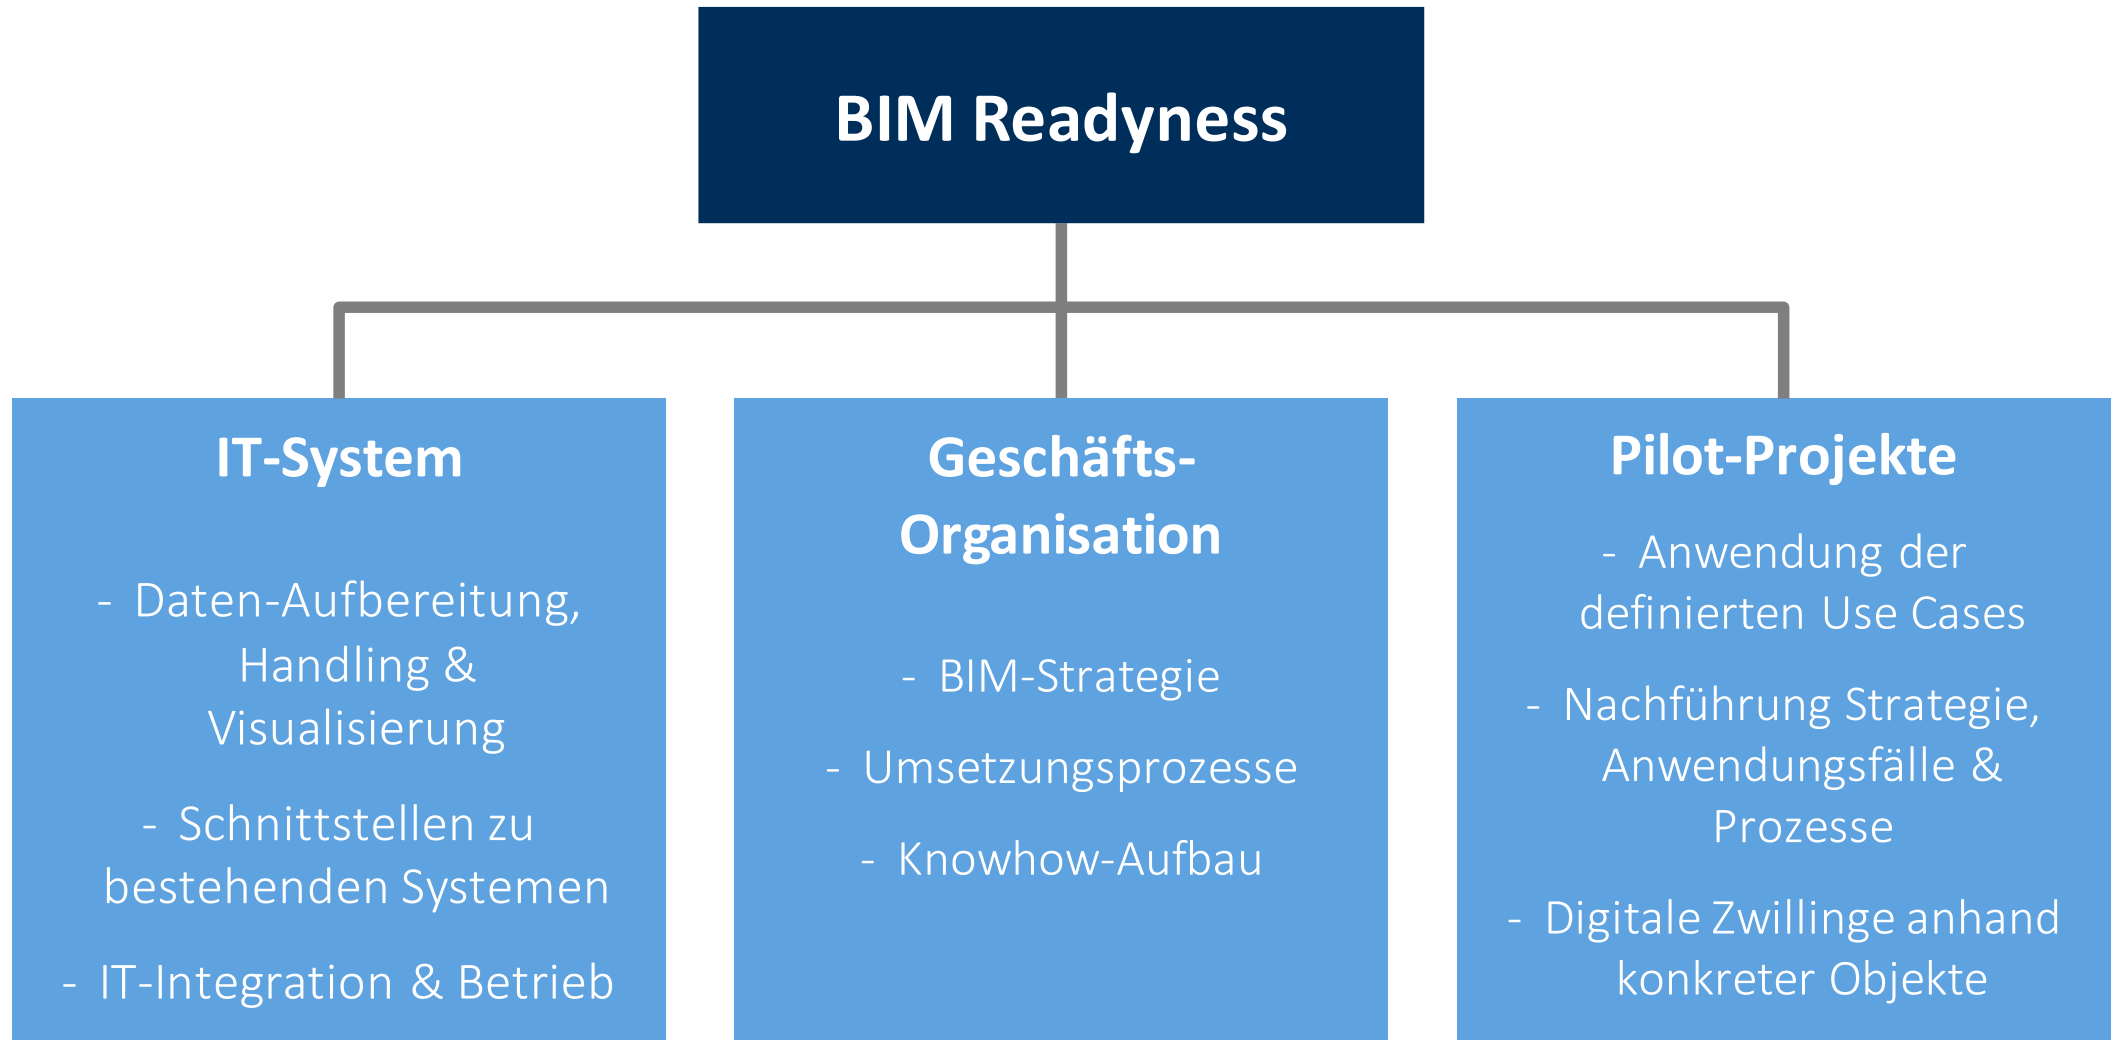 BIM Readyness
IT-System
- Daten-Aufbereitung,
Handling &
Visualisierung
- Schnittstellen zu
bestehenden Systemen
- IT-Integration & Betrieb
Geschäfts-
Organisation
- BIM-Strategie
- Umsetzungsprozesse
- Knowhow-Aufbau
Pilot-Projekte
- Anwendung der
definierten Use Cases
- Nachführung Strategie,
Anwendungsfälle &
Prozesse
- Digitale Zwillinge anhand
konkreter Objekte